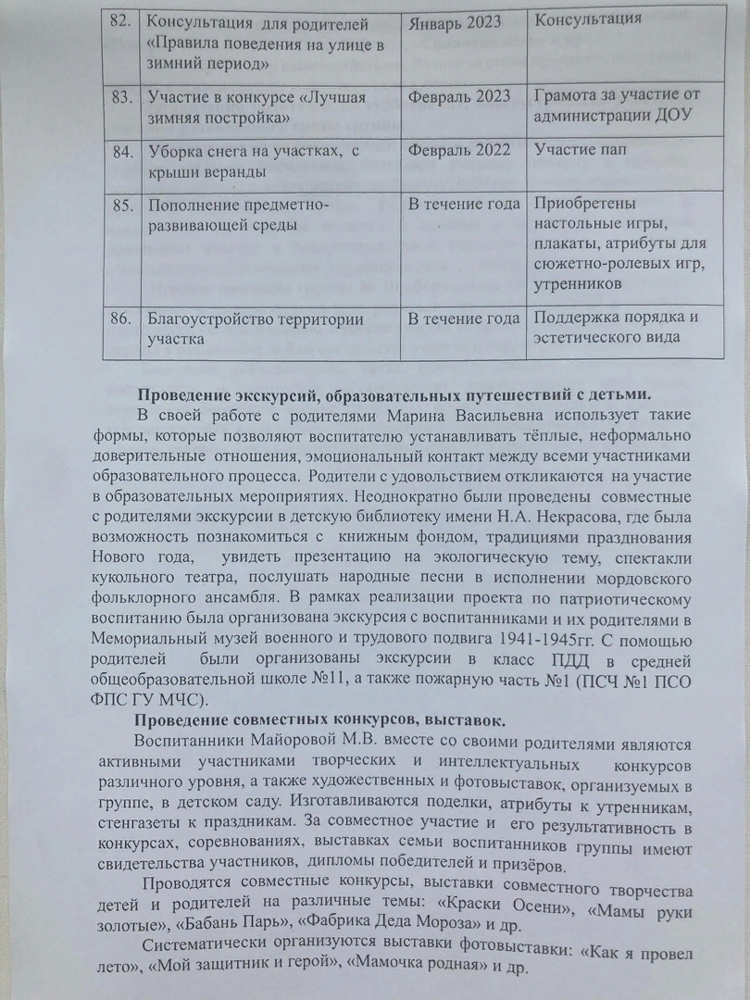 82. Консультация для родителей «Правила поведения на улице в зимний период» Январь 2023 Консультация
83. Участие в конкурсе «Лучшая зимняя постройка» Февраль 2023 Грамота за участие от администрации ДОУ
84. Уборка снега на участках, с крыши веранды Февраль 2022 Участие пап
85. Пополнение предметно-развивающей среды В течение года Приобретены настольные игры, плакаты, атрибуты для сюжетно-ролевых игр, утренников
86. Благоустройство территории участка В течение года Поддержка порядка и эстетического вида
Проведение экскурсий, образовательных путешествий с детьми.
В своей работе с родителями Марина Васильевна использует такие
формы, которые позволяют воспитателю устанавливать тёплые, неформально
доверительные отношения, эмоциональный контакт между всеми участниками
образовательного процесса. Родители с удовольствием откликаются на участие
в образовательных мероприятиях. Неоднократно были проведены совместные
с родителями экскурсии в детскую библиотеку имени Н.А. Некрасова, где была
возможность познакомиться с книжным фондом, традициями празднования
Нового года, увидеть презентацию на экологическую тему, спектакли
кукольного театра, послушать народные песни в исполнении мордовского
фольклорного ансамбля. В рамках реализации проекта по патриотическому
воспитанию была организована экскурсия с воспитанниками и их родителями в
Мемориальный музей военного и трудового подвига 1941-1945гг. С помощью
родителей были организованы экскурсии в класс ПДД в средней
общеобразовательной школе №11, а также пожарную часть №1 (ПСЧ №1 ПСО
ФПС ГУ МЧС).
Проведение совместных конкурсов, выставок.
Воспитанники Майоровой М.В. вместе со своими родителями являются
активными участниками творческих и интеллектуальных конкурсов
различного уровня, а также художественных и фотовыставок, организуемых в
группе, в детском саду. Изготавливаются поделки, атрибуты к утренникам,
стенгазеты к праздникам. За совместное участие и его результативность в
конкурсах, соревнованиях, выставках семьи воспитанников группы имеют
свидетельства участников, дипломы победителей и призёров.
Проводятся совместные конкурсы, выставки совместного творчества
детей и родителей на различные темы: «Краски Осени», «Мамы руки
золотые», «Бабань Парь», «Фабрика Деда Мороза» и др.
Систематически организуются выставки фотовыставки: «Как я провел
лето», «Мой защитник и герой», «Мамочка родная» и др.